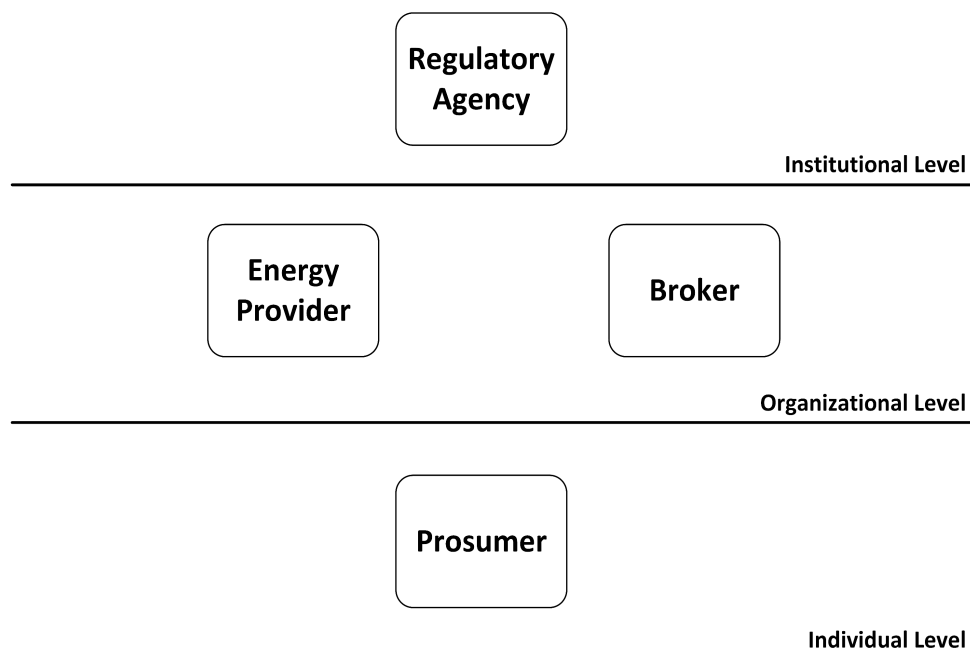 Regulatory
Agency
Institutional Level
Energy
Provider
Broker
Organizational Level
Prosumer
Individual Level